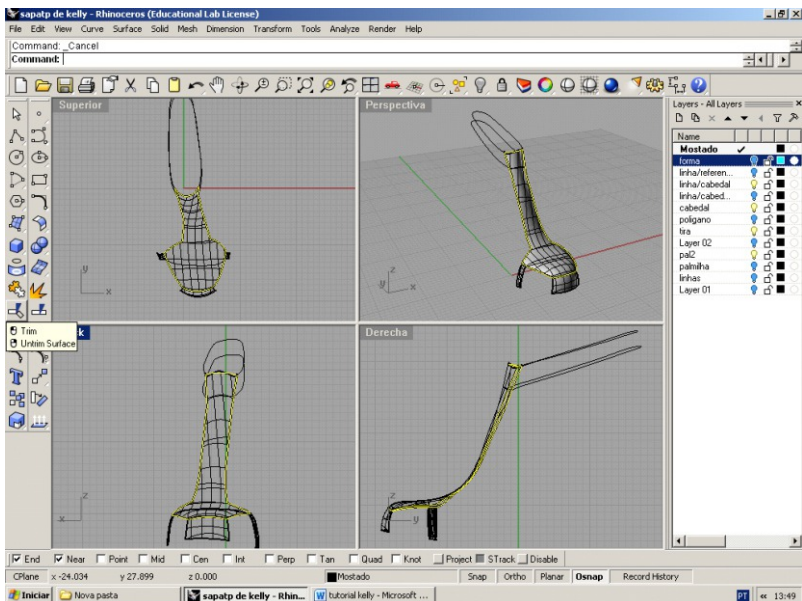 sapatp de kelly - Rhinoceros (Educational Lab License)
File Edit View Curve Surface Solid Mesh Dimension Transform Tools Analyze Render Help
Command: _Cancel
Command:
Superior
Perspectiva
Layers - All Layers
Name
Mostado
forma
linha/referen...
linha/cabedal
linha/cabed...
cabedal
poligano
tira
Layer 02
pal2
palmilha
linhas
Layer 01
y
x
z
y
x
Trim
Untrim Surface
k
Derecha
z
x
z
y
End Near Point Mid Cen Int Perp Tan Quad Knot Project STrack Disable
CPlane x -24.034 y 27.899 z 0.000 Mostado Snap Ortho Planar Osnap Record History
Iniciar Nova pasta sapatp de kelly - Rhin... tutorial kelly - Microsoft ... PT « 13:49